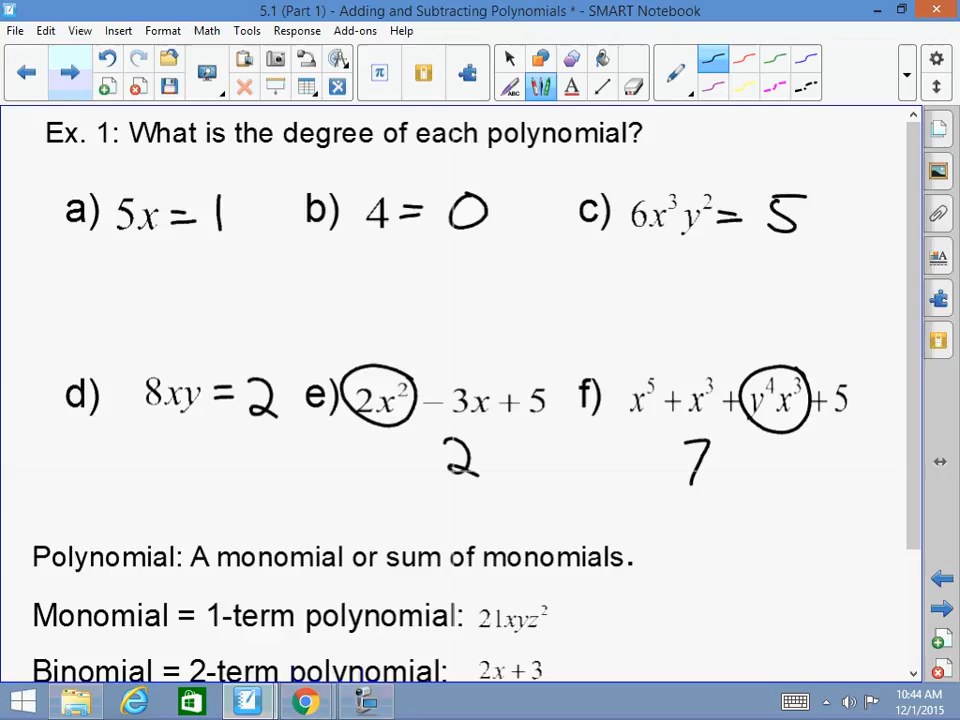 5.1 (Part 1) - Adding and Subtracting Polynomials * - SMART Notebook
File Edit View Insert Format Math Tools Response Add-ons Help
Ex. 1: What is the degree of each polynomial?
a) 5x = 1 b) 4 = 0 c) 6x³y² = 5
d) 8xy = 2 e) 2x² − 3x + 5 f) x⁵ + x³ + y⁴x³ + 5
2 7
Polynomial: A monomial or sum of monomials.
Monomial = 1-term polynomial: 21xyz²
Binomial = 2-term polynomial: 2x + 3
10:44 AM
12/1/2015